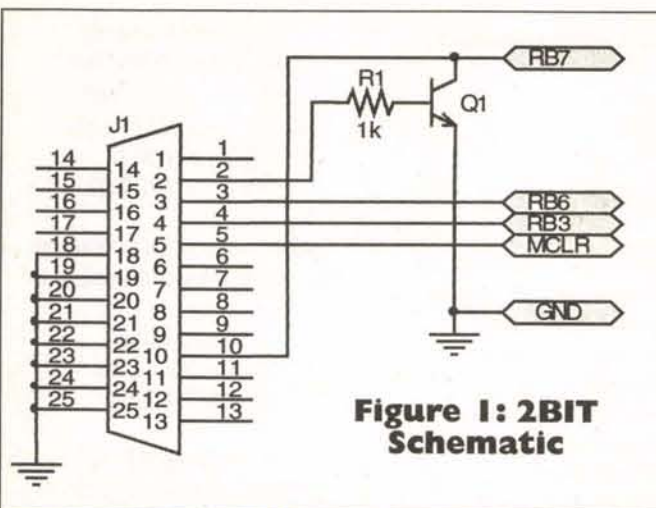 RB7
R1
1k
Q1
J1
14 14 1 1
15 15 2 2
16 16 3 3 RB6
17 17 4 4 RB3
18 18 5 5 MCLR
19 19 6 6
20 20 7 7
21 21 8 8 GND
22 22 9 9
23 23 10 10
24 24 11 11
25 25 12 12
13 13
Figure 1: 2BIT
Schematic